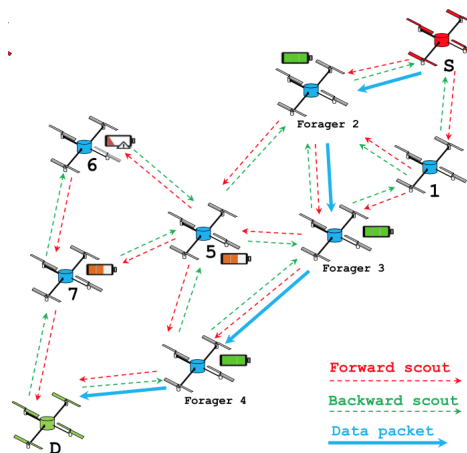 S
Forager 2
6
1
5
Forager 3
7
Forager 4
D
Forward scout
Backward scout
Data packet